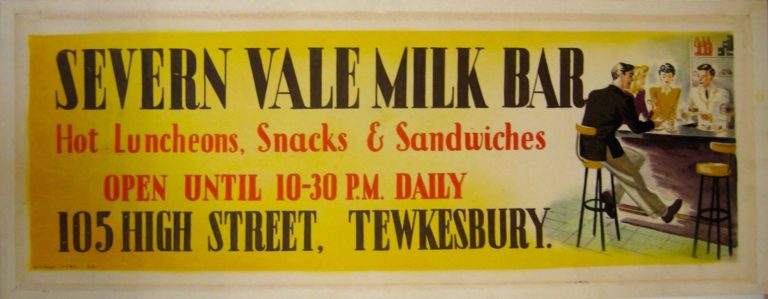 SEVERN VALE MILK BAR
Hot Luncheons, Snacks & Sandwiches
OPEN UNTIL 10-30 P.M. DAILY
105 HIGH STREET, TEWKESBURY.